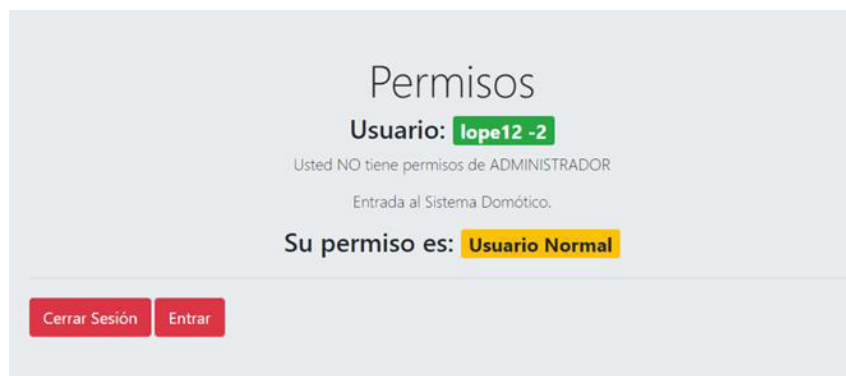 Permisos
Usuario: lope12 -2
Usted NO tiene permisos de ADMINISTRADOR
Entrada al Sistema Domótico.
Su permiso es: Usuario Normal
Cerrar Sesión Entrar